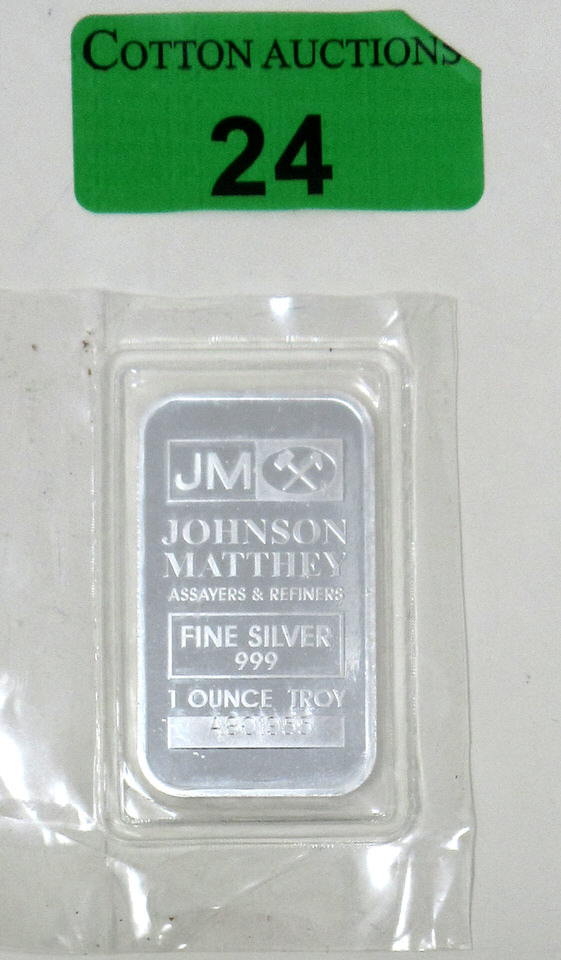 COTTON AUCTIONS
24
JM
JOHNSON
MATTHEY
ASSAYERS & REFINERS
FINE SILVER
999
1 OUNCE TROY